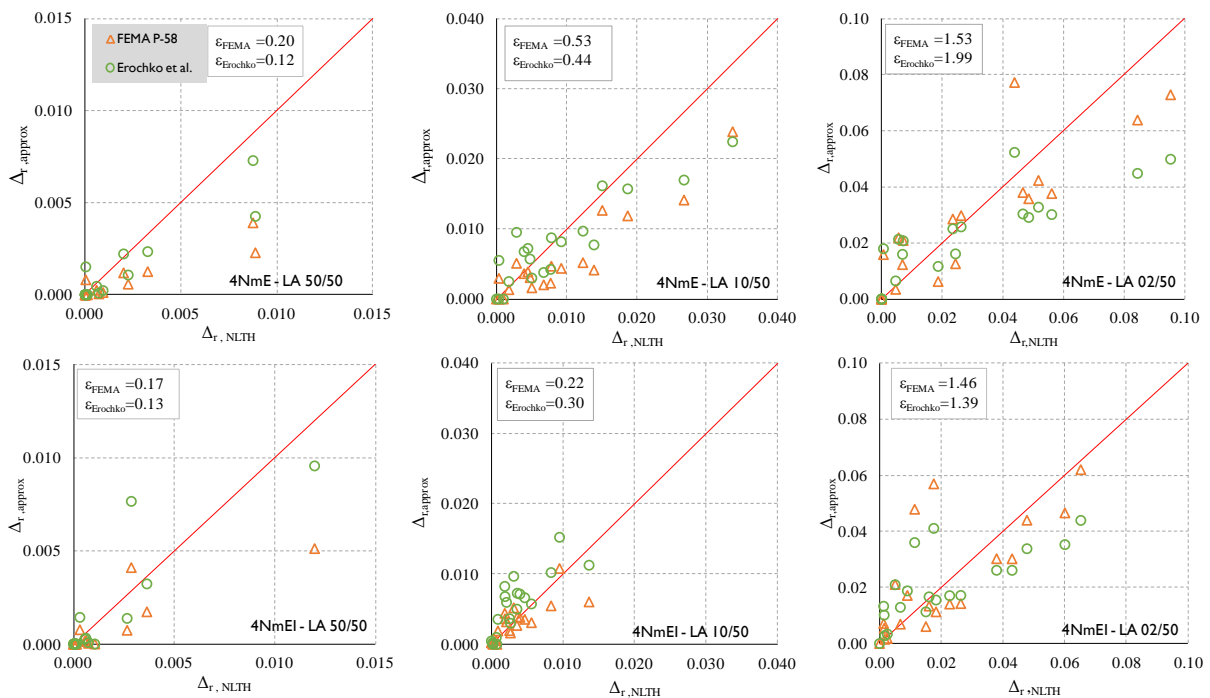 0.015
0.010
0.005
0.000
0.000
0.005
0.010
0.015
Δr,approx
Δr , NLTH
FEMA P-58
Erochko et al.
εFEMA =0.20
εErochko=0.12
4NmE - LA 50/50
0.040
0.030
0.020
0.010
0.000
0.000
0.010
0.020
0.030
0.040
Δr,approx
Δr ,NLTH
εFEMA =0.53
εErochko=0.44
4NmE - LA 10/50
0.10
0.08
0.06
0.04
0.02
0.00
0.00
0.02
0.04
0.06
0.08
0.10
Δr,approx
Δr,NLTH
εFEMA =1.53
εErochko=1.99
4NmE - LA 02/50
0.015
0.010
0.005
0.000
0.000
0.005
0.010
0.015
Δr,approx
Δr , NLTH
εFEMA =0.17
εErochko=0.13
4NmEI - LA 50/50
0.040
0.030
0.020
0.010
0.000
0.000
0.010
0.020
0.030
0.040
Δr,approx
Δr ,NLTH
εFEMA =0.22
εErochko=0.30
4NmEI - LA 10/50
0.10
0.08
0.06
0.04
0.02
0.00
0.00
0.02
0.04
0.06
0.08
0.10
Δr,approx
Δr ,NLTH
εFEMA =1.46
εErochko=1.39
4NmEI - LA 02/50